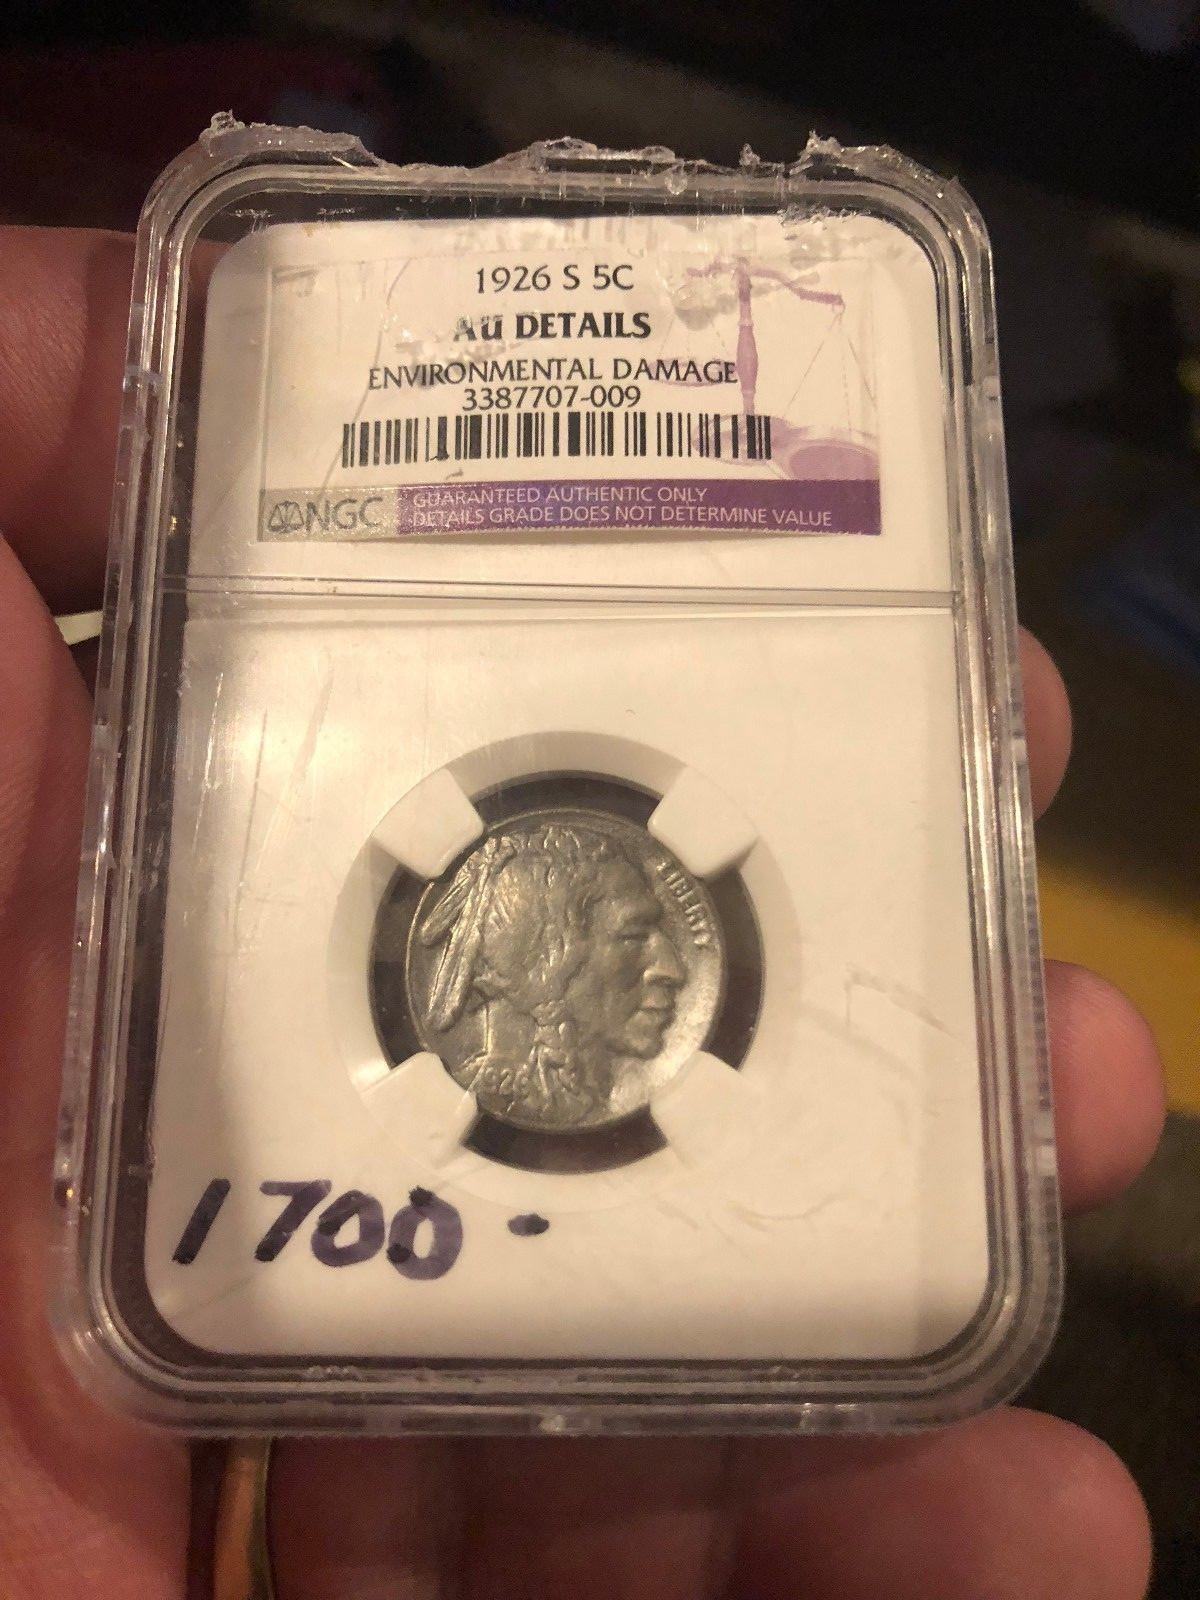 1926 S 5C
AU DETAILS
ENVIRONMENTAL DAMAGE
3387707-009
NGC
GUARANTEED AUTHENTIC ONLY
DETAILS GRADE DOES NOT DETERMINE VALUE
LIBERTY
1926
1700 -